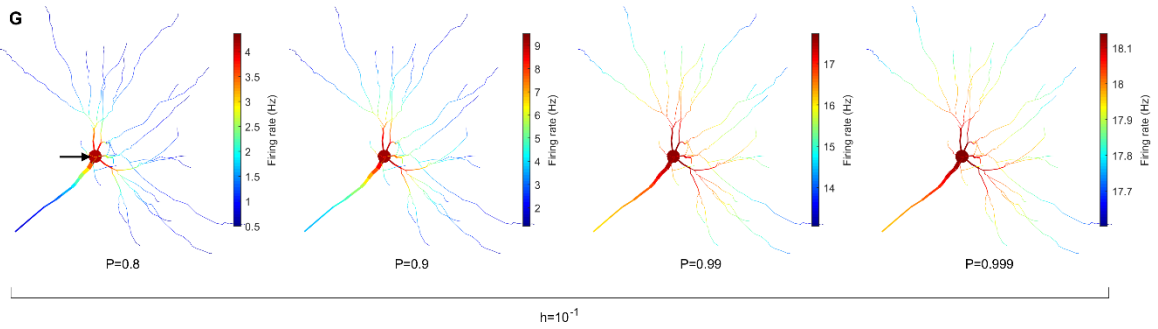 G
4
3.5
3
2.5
2
1.5
1
0.5
Firing rate (Hz)
P=0.8
9
8
7
6
5
4
3
2
Firing rate (Hz)
P=0.9
17
16
15
14
Firing rate (Hz)
P=0.99
18.1
18
17.9
17.8
17.7
Firing rate (Hz)
P=0.999
h=10⁻¹